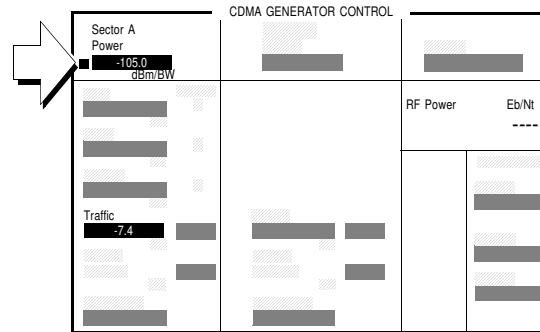 CDMA GENERATOR CONTROL
Sector A
Power
-105.0
dBm/BW
RF Power Eb/Nt
----
Traffic
-7.4